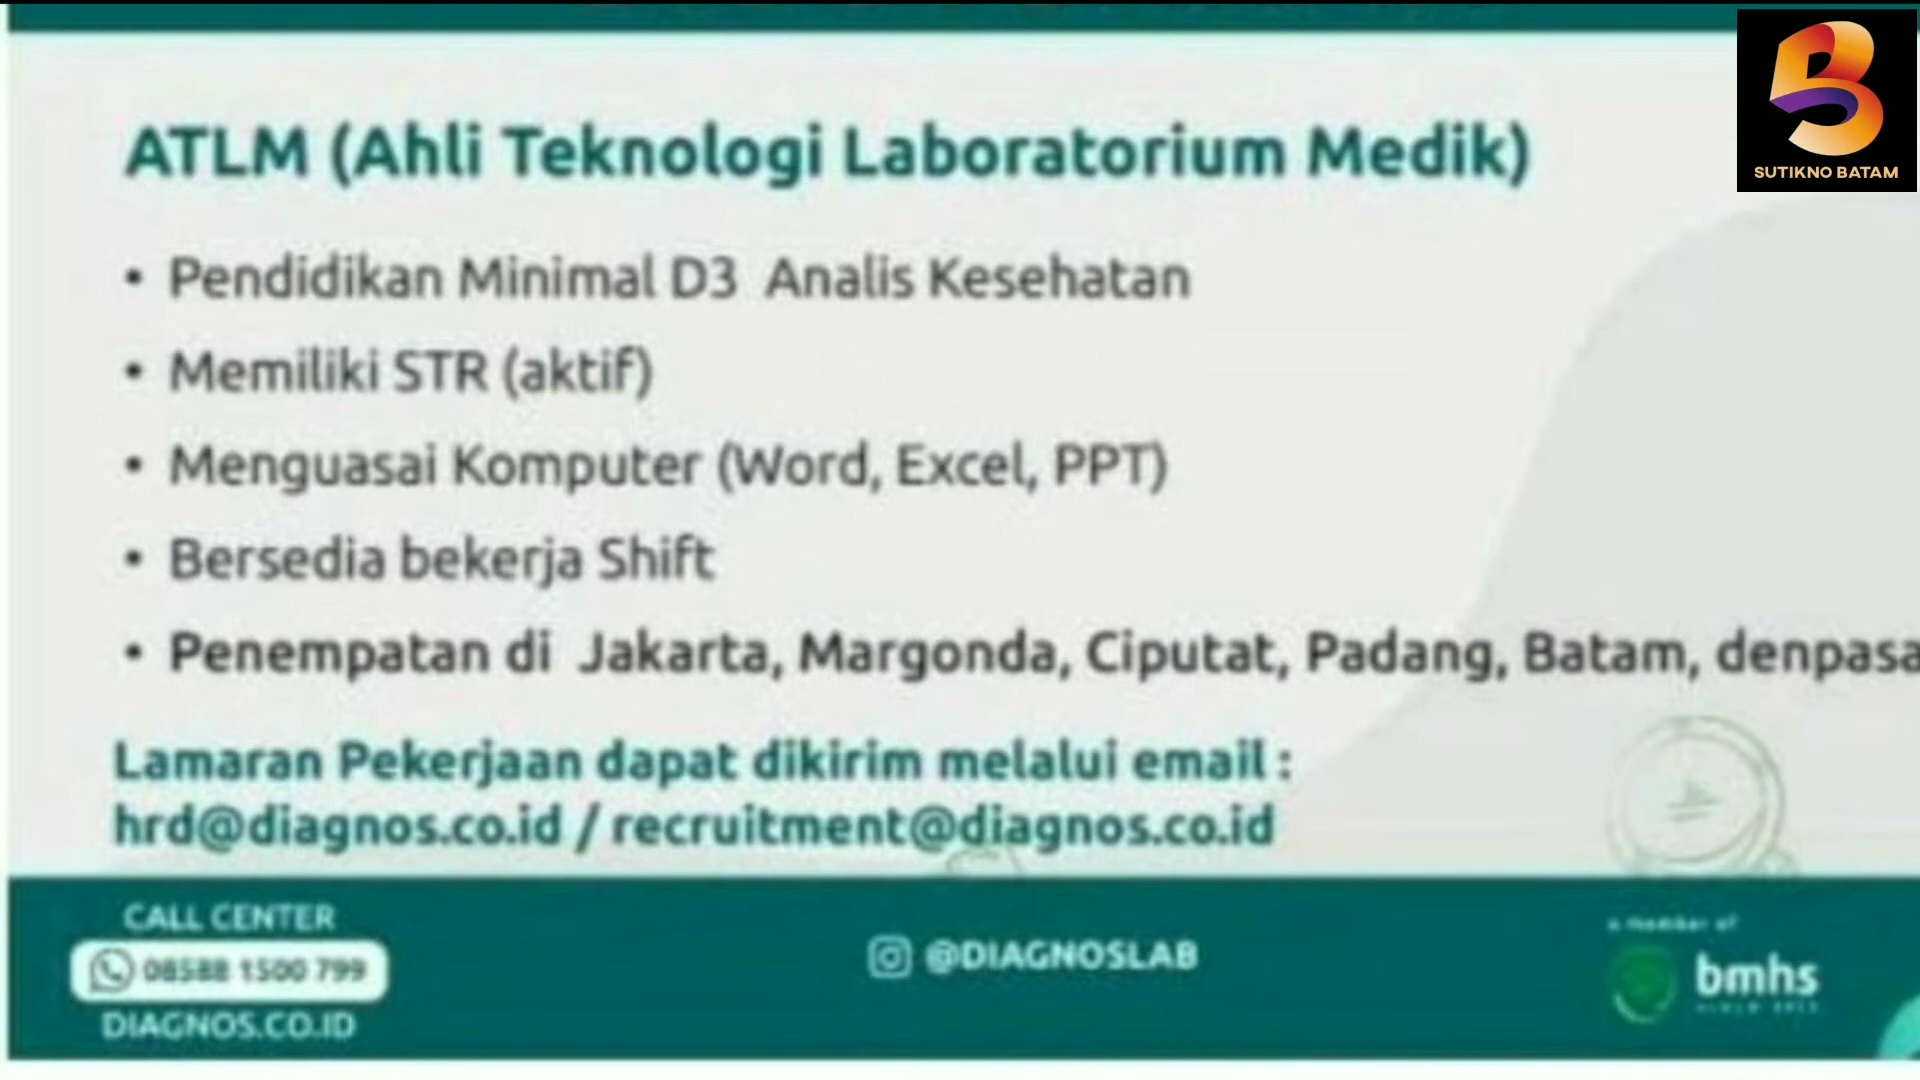 SUTIKNO BATAM
ATLM (Ahli Teknologi Laboratorium Medik)
• Pendidikan Minimal D3 Analis Kesehatan
• Memiliki STR (aktif)
• Menguasai Komputer (Word, Excel, PPT)
• Bersedia bekerja Shift
• Penempatan di Jakarta, Margonda, Ciputat, Padang, Batam, denpasa
Lamaran Pekerjaan dapat dikirim melalui email :
hrd@diagnos.co.id / recruitment@diagnos.co.id
CALL CENTER
08588 1500 799
DIAGNOS.CO.ID
@DIAGNOSLAB
a member of
bmhs